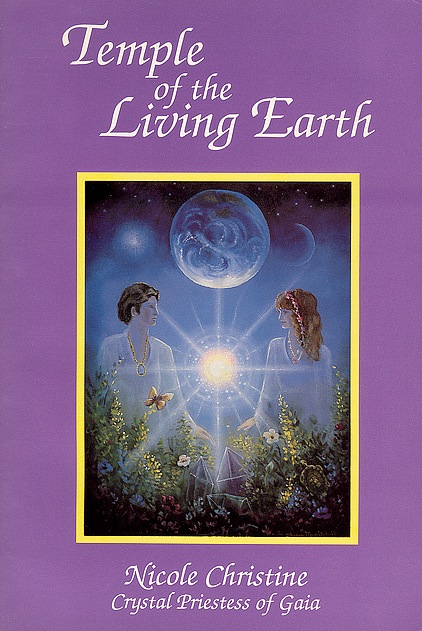 Temple
of the
Living Earth
Nicole Christine
Crystal Priestess of Gaia